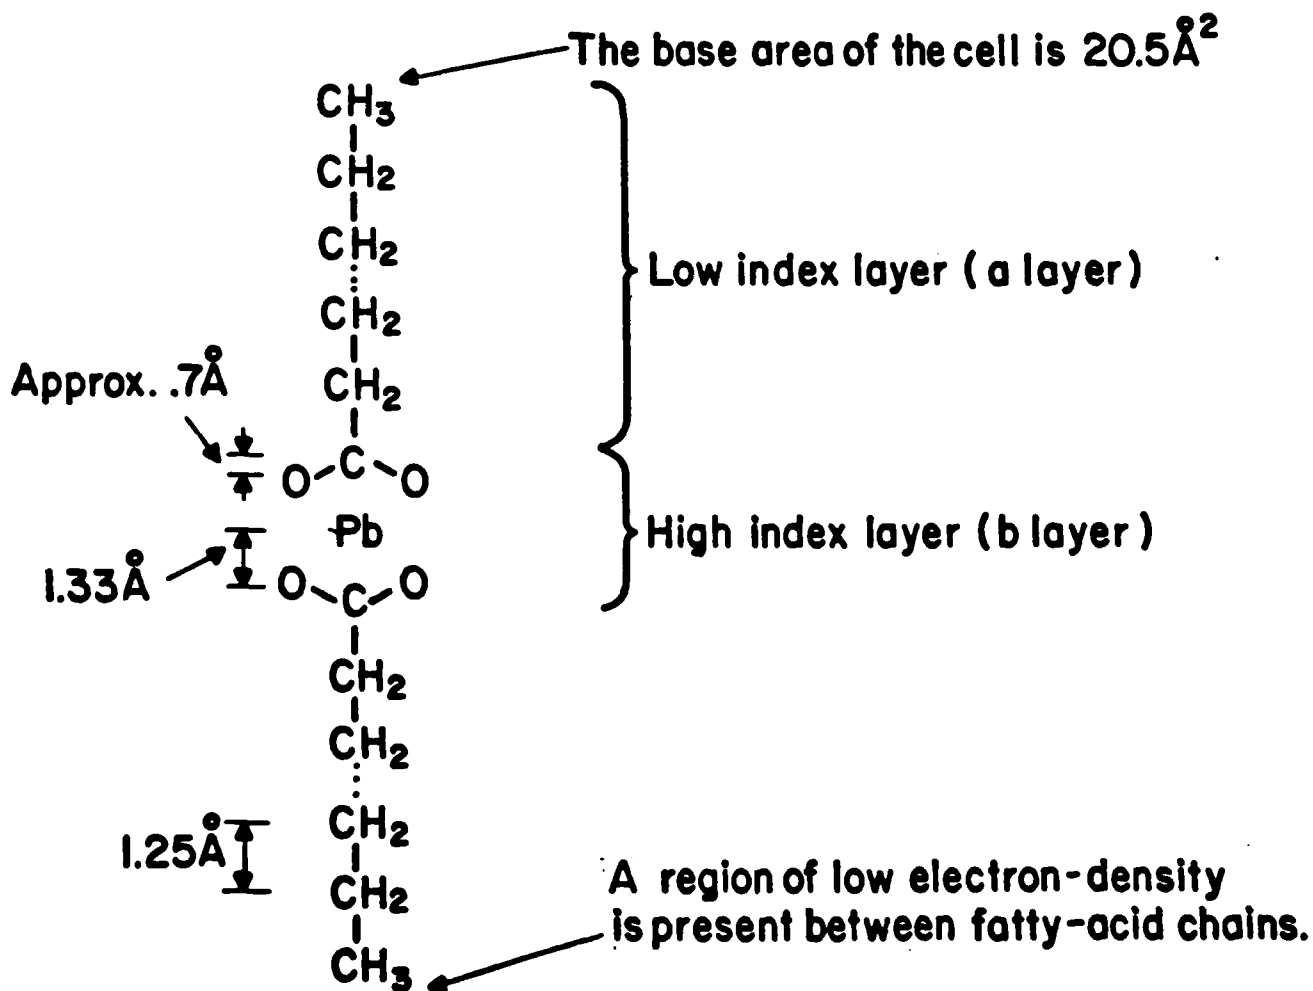 The base area of the cell is 20.5Å²
CH₃
CH₂
CH₂
Low index layer (a layer)
CH₂
Approx. .7Å
CH₂
O C O
Pb
High index layer (b layer)
1.33Å
O C O
CH₂
CH₂
CH₂
1.25Å
CH₂
A region of low electron-density
is present between fatty-acid chains.
CH₃